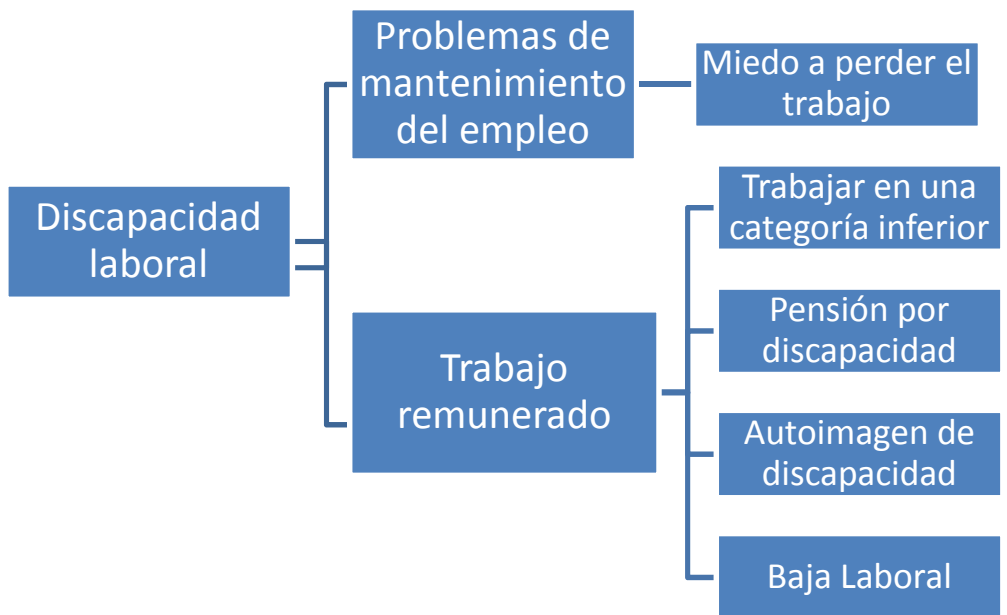 Problemas de
mantenimiento
del empleo
Miedo a perder el
trabajo
Discapacidad
laboral
Trabajar en una
categoría inferior
Pensión por
discapacidad
Trabajo
remunerado
Autoimagen de
discapacidad
Baja Laboral